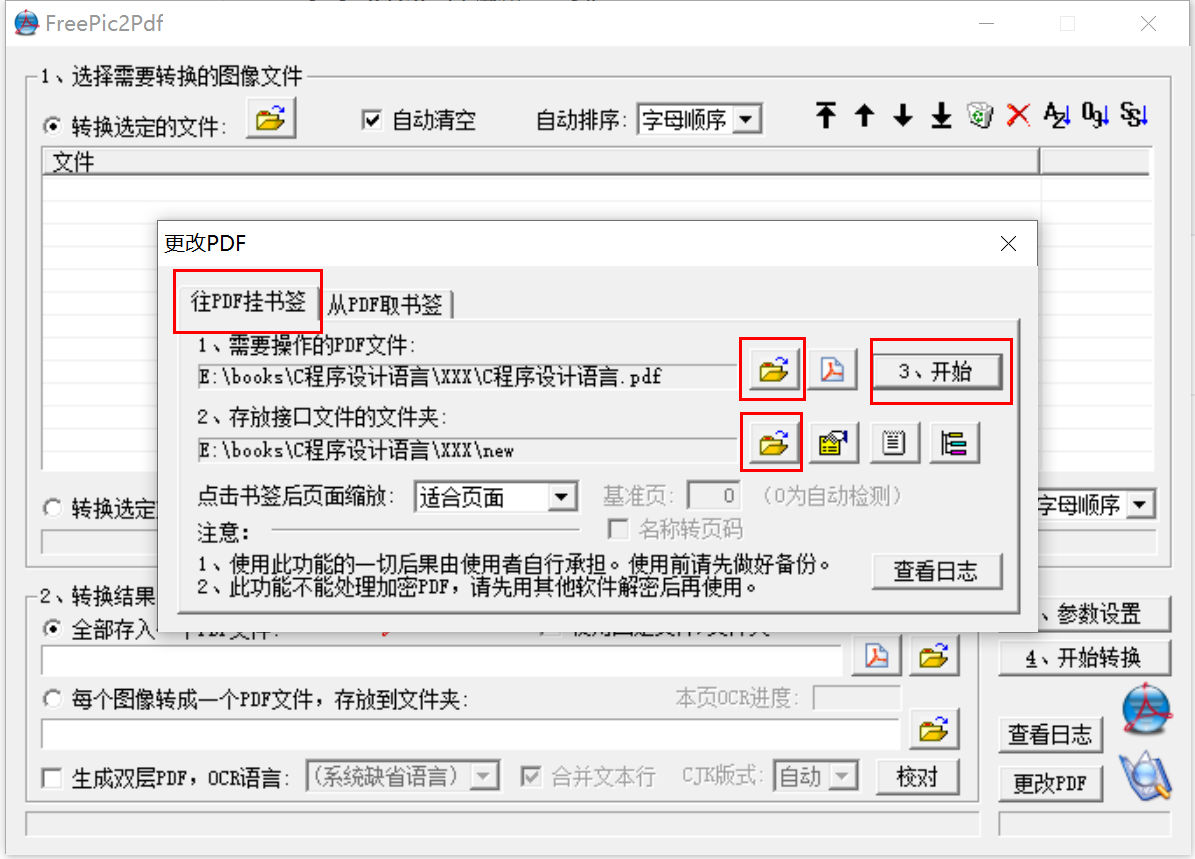 FreePic2Pdf
1、选择需要转换的图像文件
转换选定的文件:
自动清空
自动排序:
字母顺序
文件
更改PDF
往PDF挂书签
从PDF取书签
1、需要操作的PDF文件:
E:\books\C程序设计语言\XXX\C程序设计语言.pdf
3、开始
2、存放接口文件的文件夹:
E:\books\C程序设计语言\XXX\new
点击书签后页面缩放:
适合页面
基准页:
0
(0为自动检测)
注意:
名称转页码
1、使用此功能的一切后果由使用者自行承担。使用前请先做好备份。
2、此功能不能处理加密PDF，请先用其他软件解密后再使用。
查看日志
转换选定
字母顺序
2、转换结果
全部存入一个PDF文件:
、参数设置
4、开始转换
每个图像转成一个PDF文件，存放到文件夹:
本页OCR进度:
查看日志
生成双层PDF，OCR语言:
(系统缺省语言)
合并文本行
CJK版式:
自动
校对
更改PDF